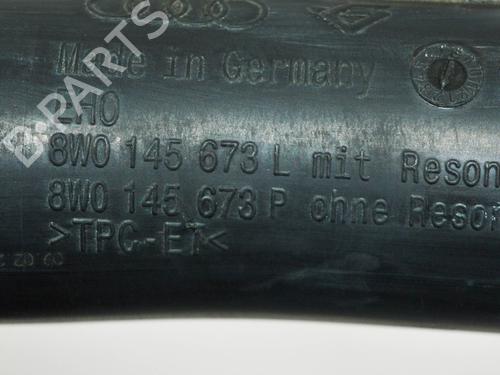 Made in Germany
ZHO
8W0 145 673 L mit Reson
8W0 145 673 P ohne Resor
>TPC-ET<
B-PARTS